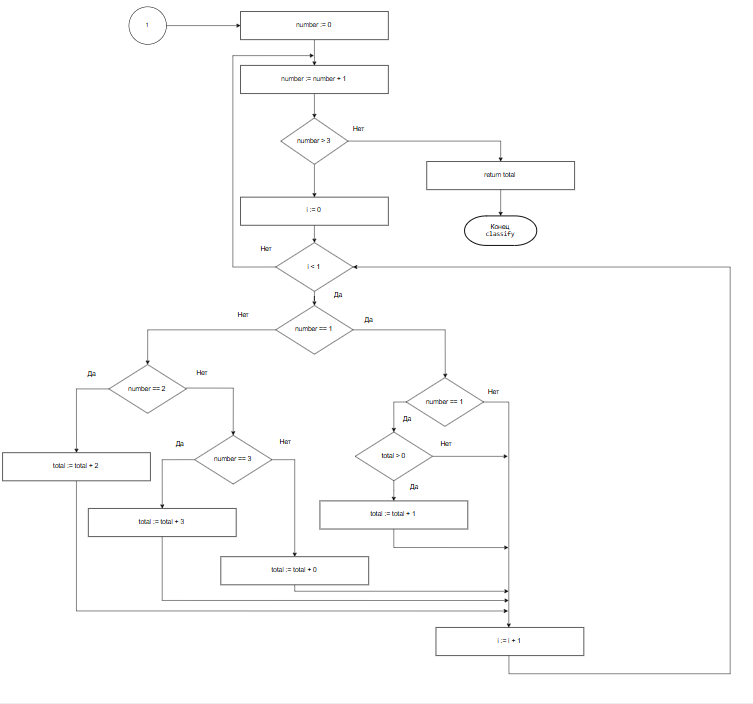 1
number := 0
number := number + 1
Нет
number > 3
return total
i := 0
Конец
classify
Нет
i < 1
Да
Нет
number == 1
Да
Да
number == 2
Нет
number == 1
Нет
Да
Да
number == 3
Нет
total > 0
Нет
total := total + 2
Да
total := total + 3
total := total + 1
total := total + 0
i := i + 1